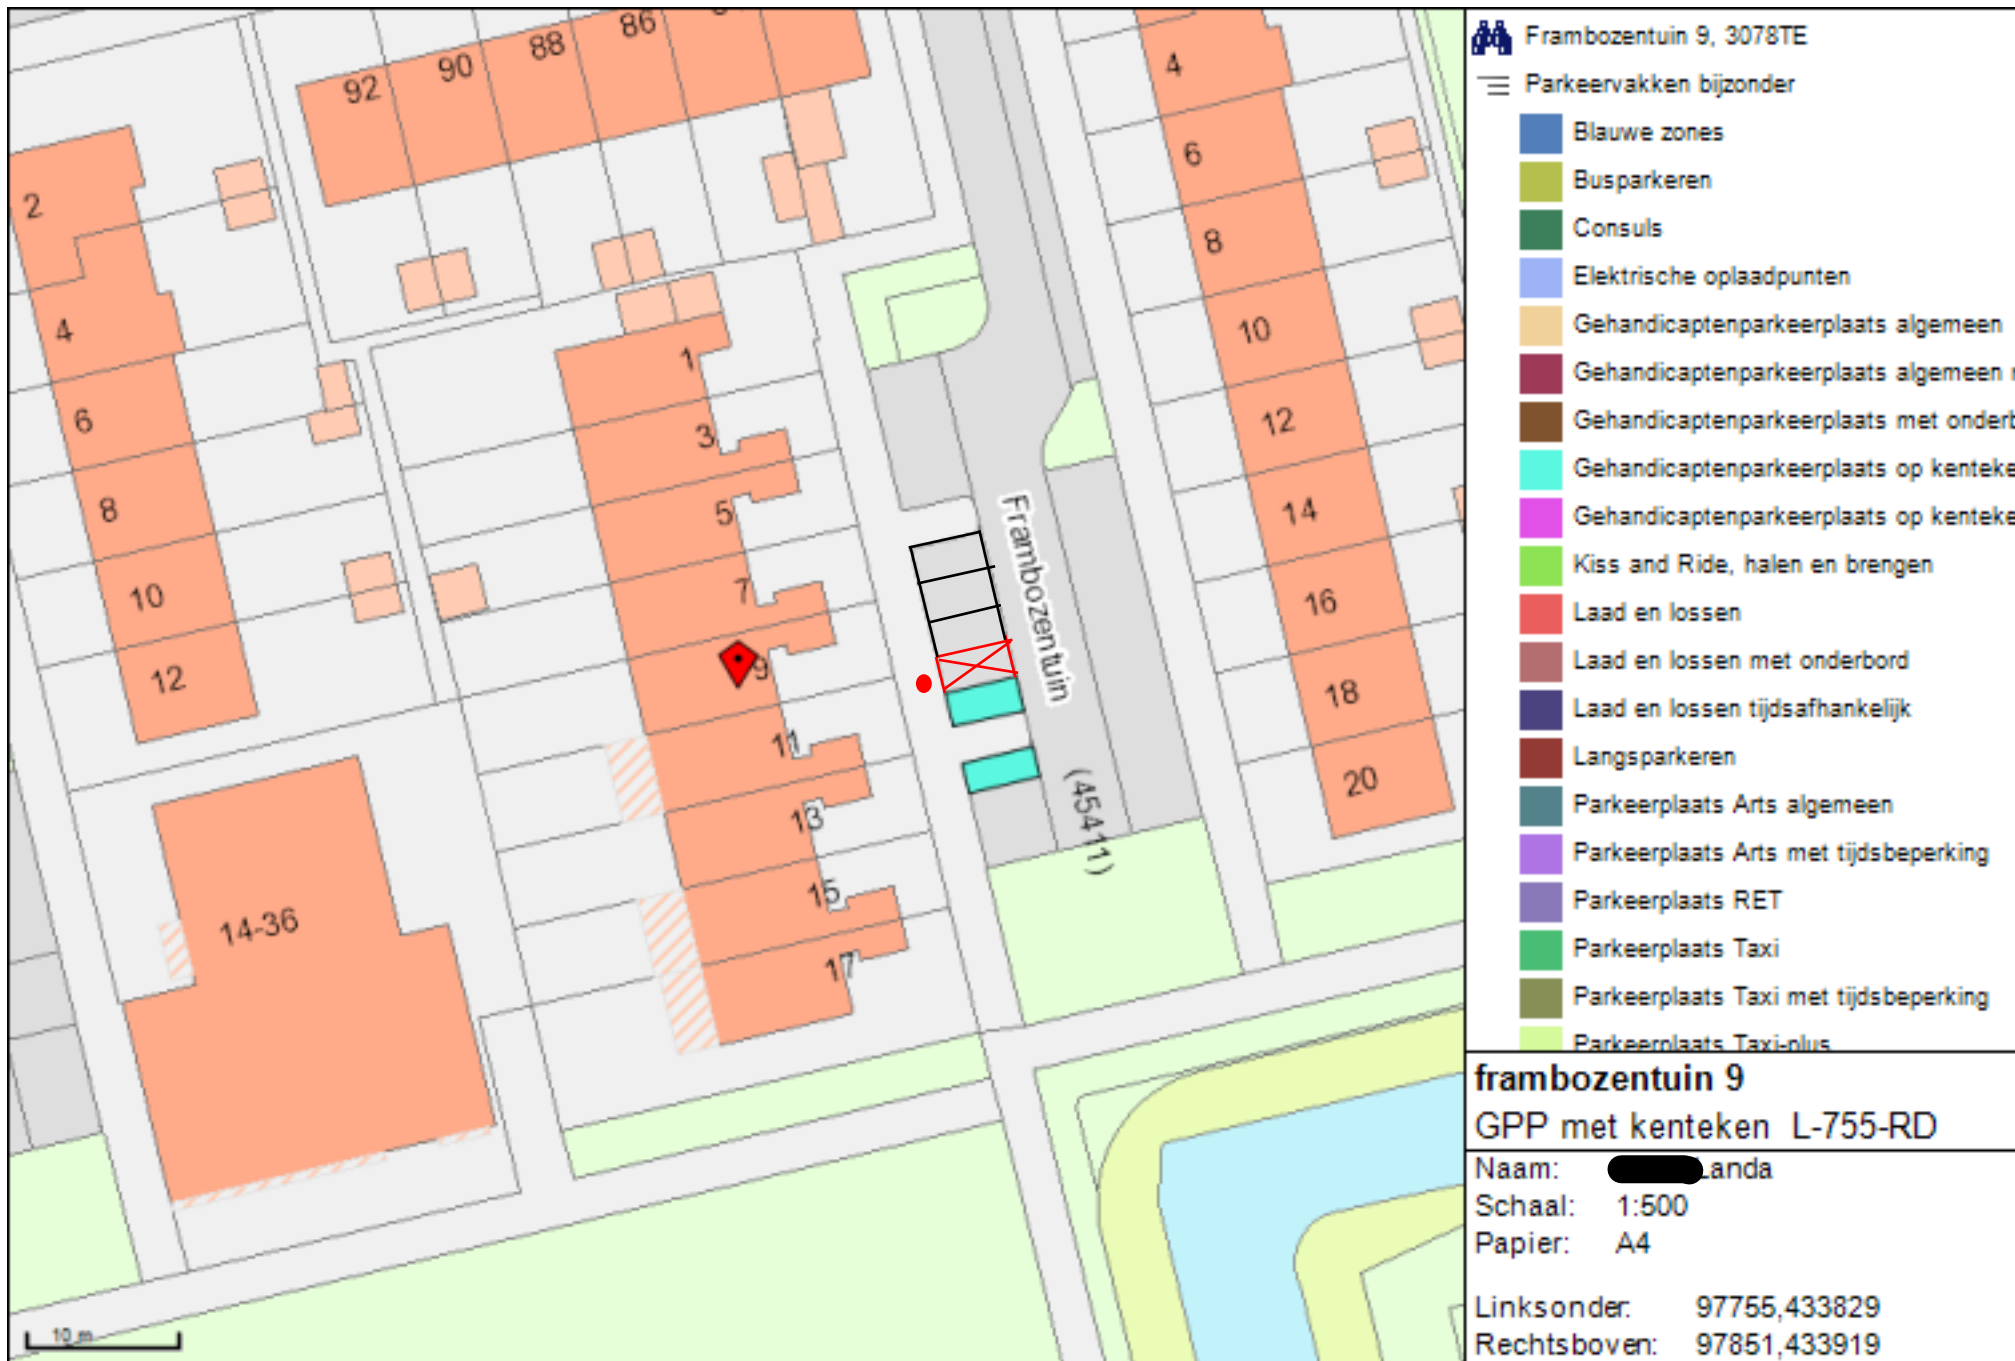 92
90
88
86
2
4
6
8
10
12
14-36
1
3
5
7
9
11
13
15
17
4
6
8
10
12
14
16
18
20
Frambozentuin
(45411)
10 m
Frambozentuin 9, 3078TE
Parkeervakken bijzonder
Blauwe zones
Busparkeren
Consuls
Elektrische oplaadpunten
Gehandicaptenparkeerplaats algemeen
Gehandicaptenparkeerplaats algemeen
Gehandicaptenparkeerplaats met onderb
Gehandicaptenparkeerplaats op kenteke
Gehandicaptenparkeerplaats op kenteke
Kiss and Ride, halen en brengen
Laad en lossen
Laad en lossen met onderbord
Laad en lossen tijdsafhankelijk
Langsparkeren
Parkeerplaats Arts algemeen
Parkeerplaats Arts met tijdsbeperking
Parkeerplaats RET
Parkeerplaats Taxi
Parkeerplaats Taxi met tijdsbeperking
Parkeerplaats Taxi-plus
frambozentuin 9
GPP met kenteken L-755-RD
Naam: Landa
Schaal: 1:500
Papier: A4
Linksonder: 97755,433829
Rechtsboven: 97851,433919